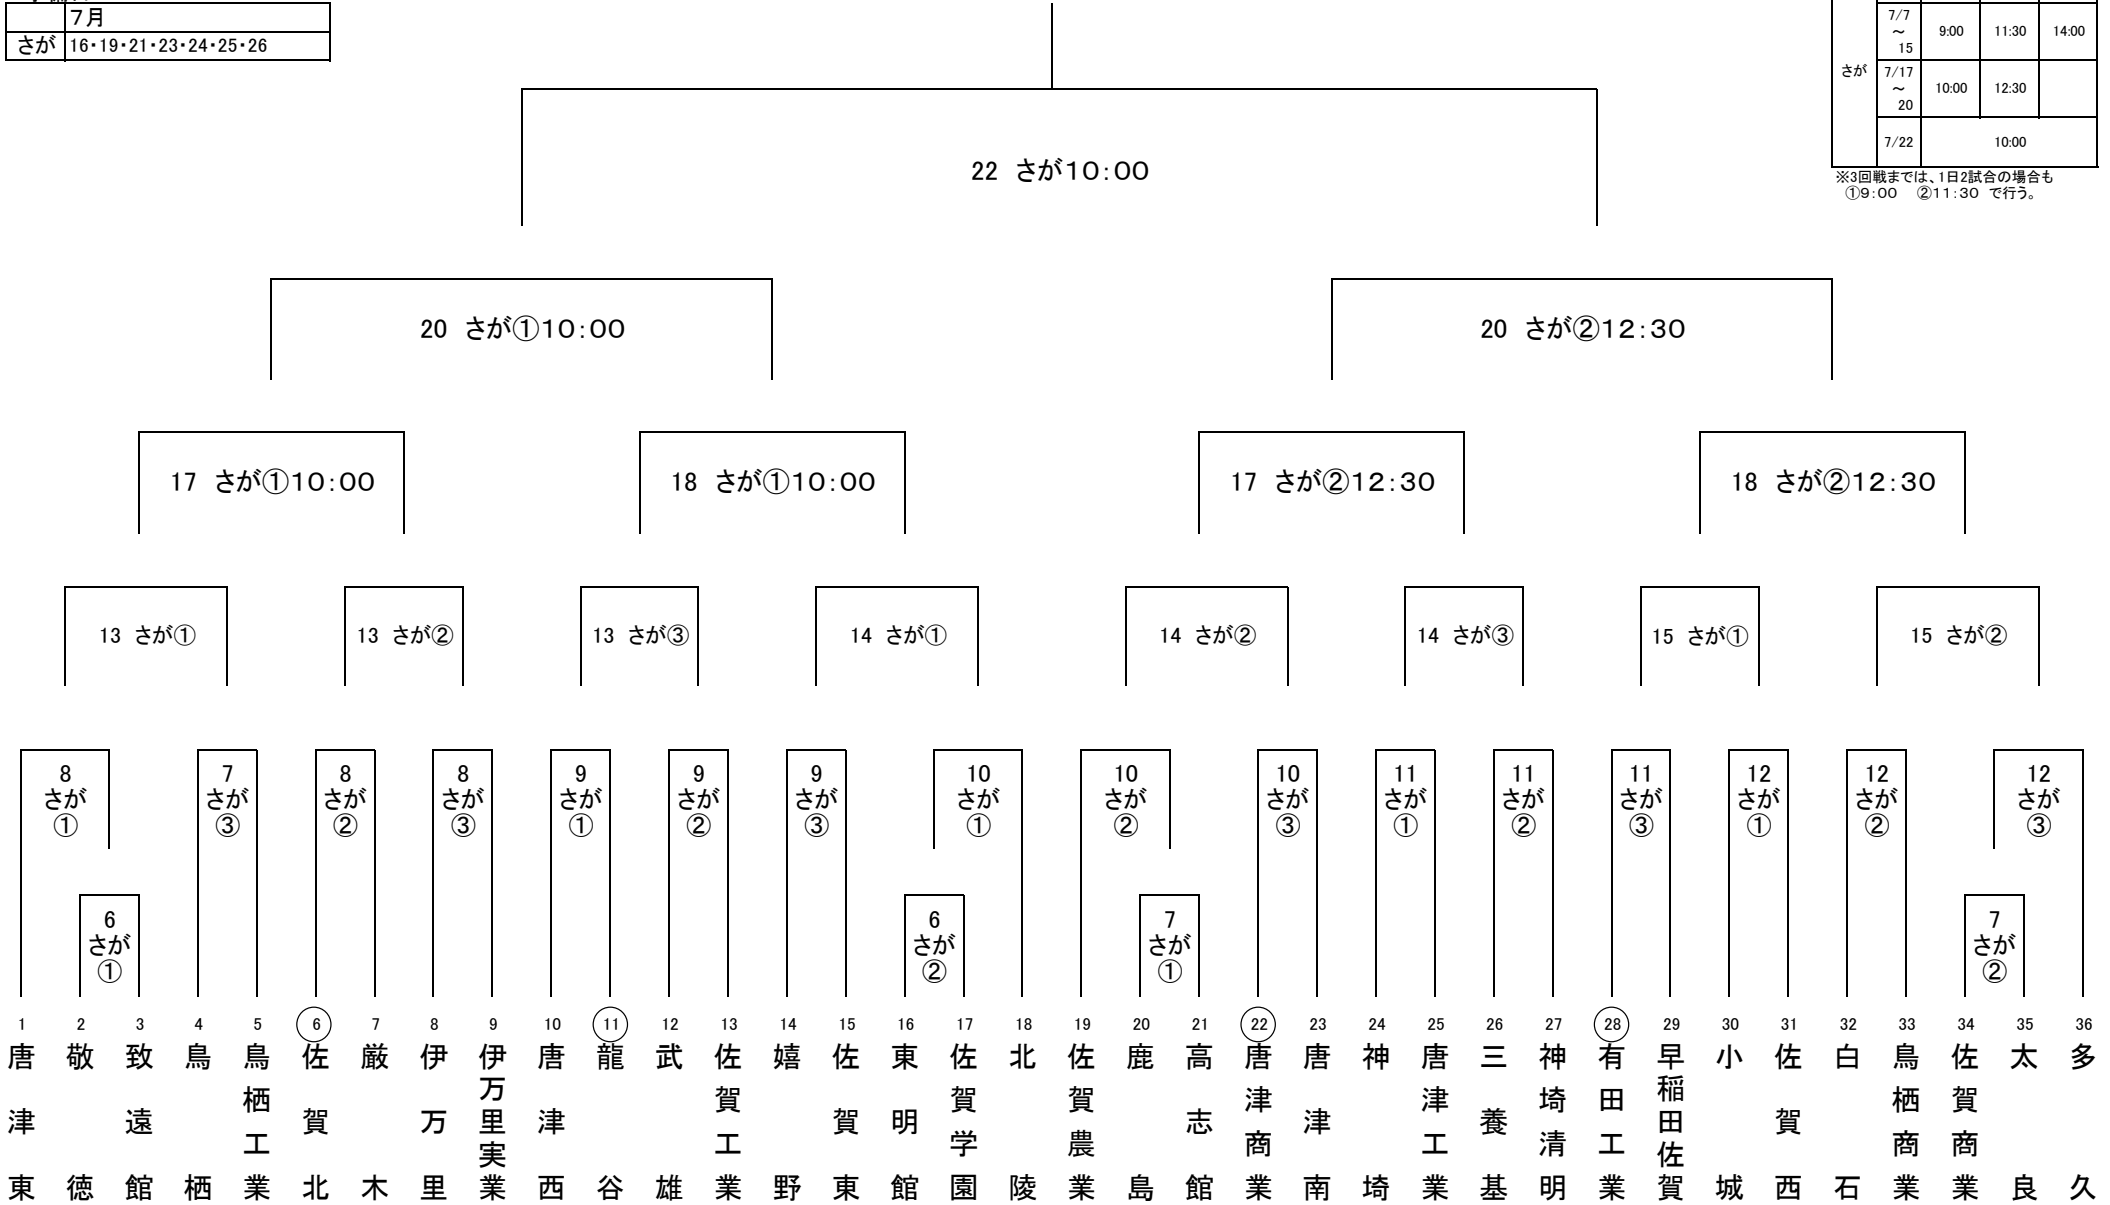 7月
さが 16・19・21・23・24・25・26
さが
7/7～15 9:00 11:30 14:00
7/17～20 10:00 12:30
7/22 10:00
※3回戦までは、1日2試合の場合も
①9:00 ②11:30 で行う。
22 さが10:00
20 さが①10:00
20 さが②12:30
17 さが①10:00
18 さが①10:00
17 さが②12:30
18 さが②12:30
13 さが①
13 さが②
13 さが③
14 さが①
14 さが②
14 さが③
15 さが①
15 さが②
8 さが ①
7 さが ③
8 さが ②
8 さが ③
9 さが ①
9 さが ②
9 さが ③
10 さが ①
10 さが ②
10 さが ③
11 さが ①
11 さが ②
11 さが ③
12 さが ①
12 さが ②
12 さが ③
6 さが ①
6 さが ②
7 さが ①
7 さが ②
1 唐津東
2 敬徳
3 致遠館
4 鳥栖
5 鳥栖工業
6 佐賀北
7 厳木
8 伊万里
9 伊万里実業
10 唐津西
11 龍谷
12 武雄
13 佐賀工業
14 嬉野
15 佐賀東
16 東明館
17 佐賀学園
18 北陵
19 佐賀農業
20 鹿島
21 高志館
22 唐津商業
23 唐津南
24 神埼
25 唐津工業
26 三養基
27 神埼清明
28 有田工業
29 早稲田佐賀
30 小城
31 佐賀西
32 白石
33 鳥栖商業
34 佐賀商業
35 太良
36 多久